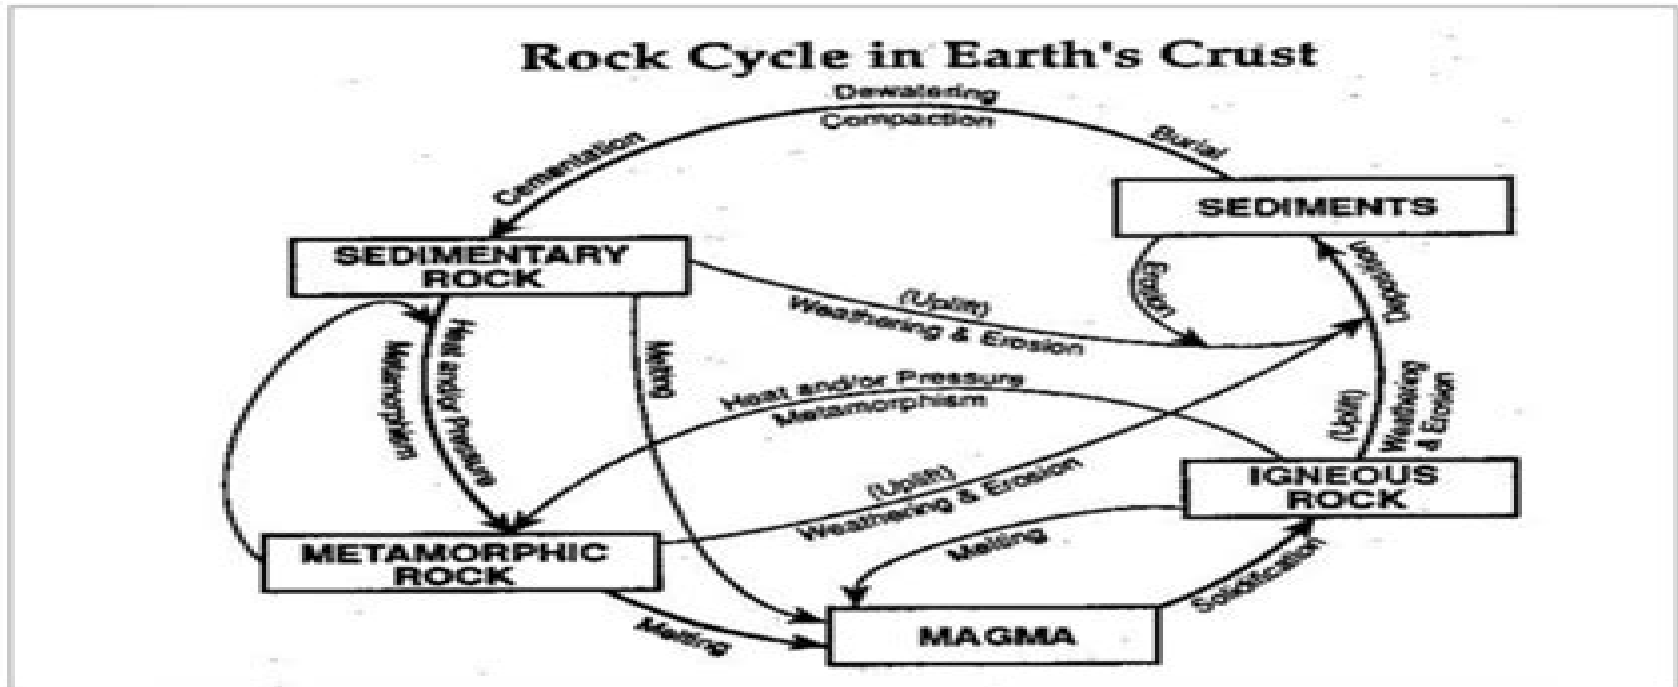 Rock Cycle in Earth's Crust
Dewatering
Compaction
Burial
Cementation
SEDIMENTS
SEDIMENTARY
ROCK
Erosion
Deposition
(Uplift)
Weathering & Erosion
Heat and/or Pressure
Metamorphism
Melting
Heat and/or Pressure
Metamorphism
(Uplift)
Weathering
& Erosion
(Uplift)
Weathering & Erosion
IGNEOUS
ROCK
Melting
METAMORPHIC
ROCK
Solidification
Melting
MAGMA